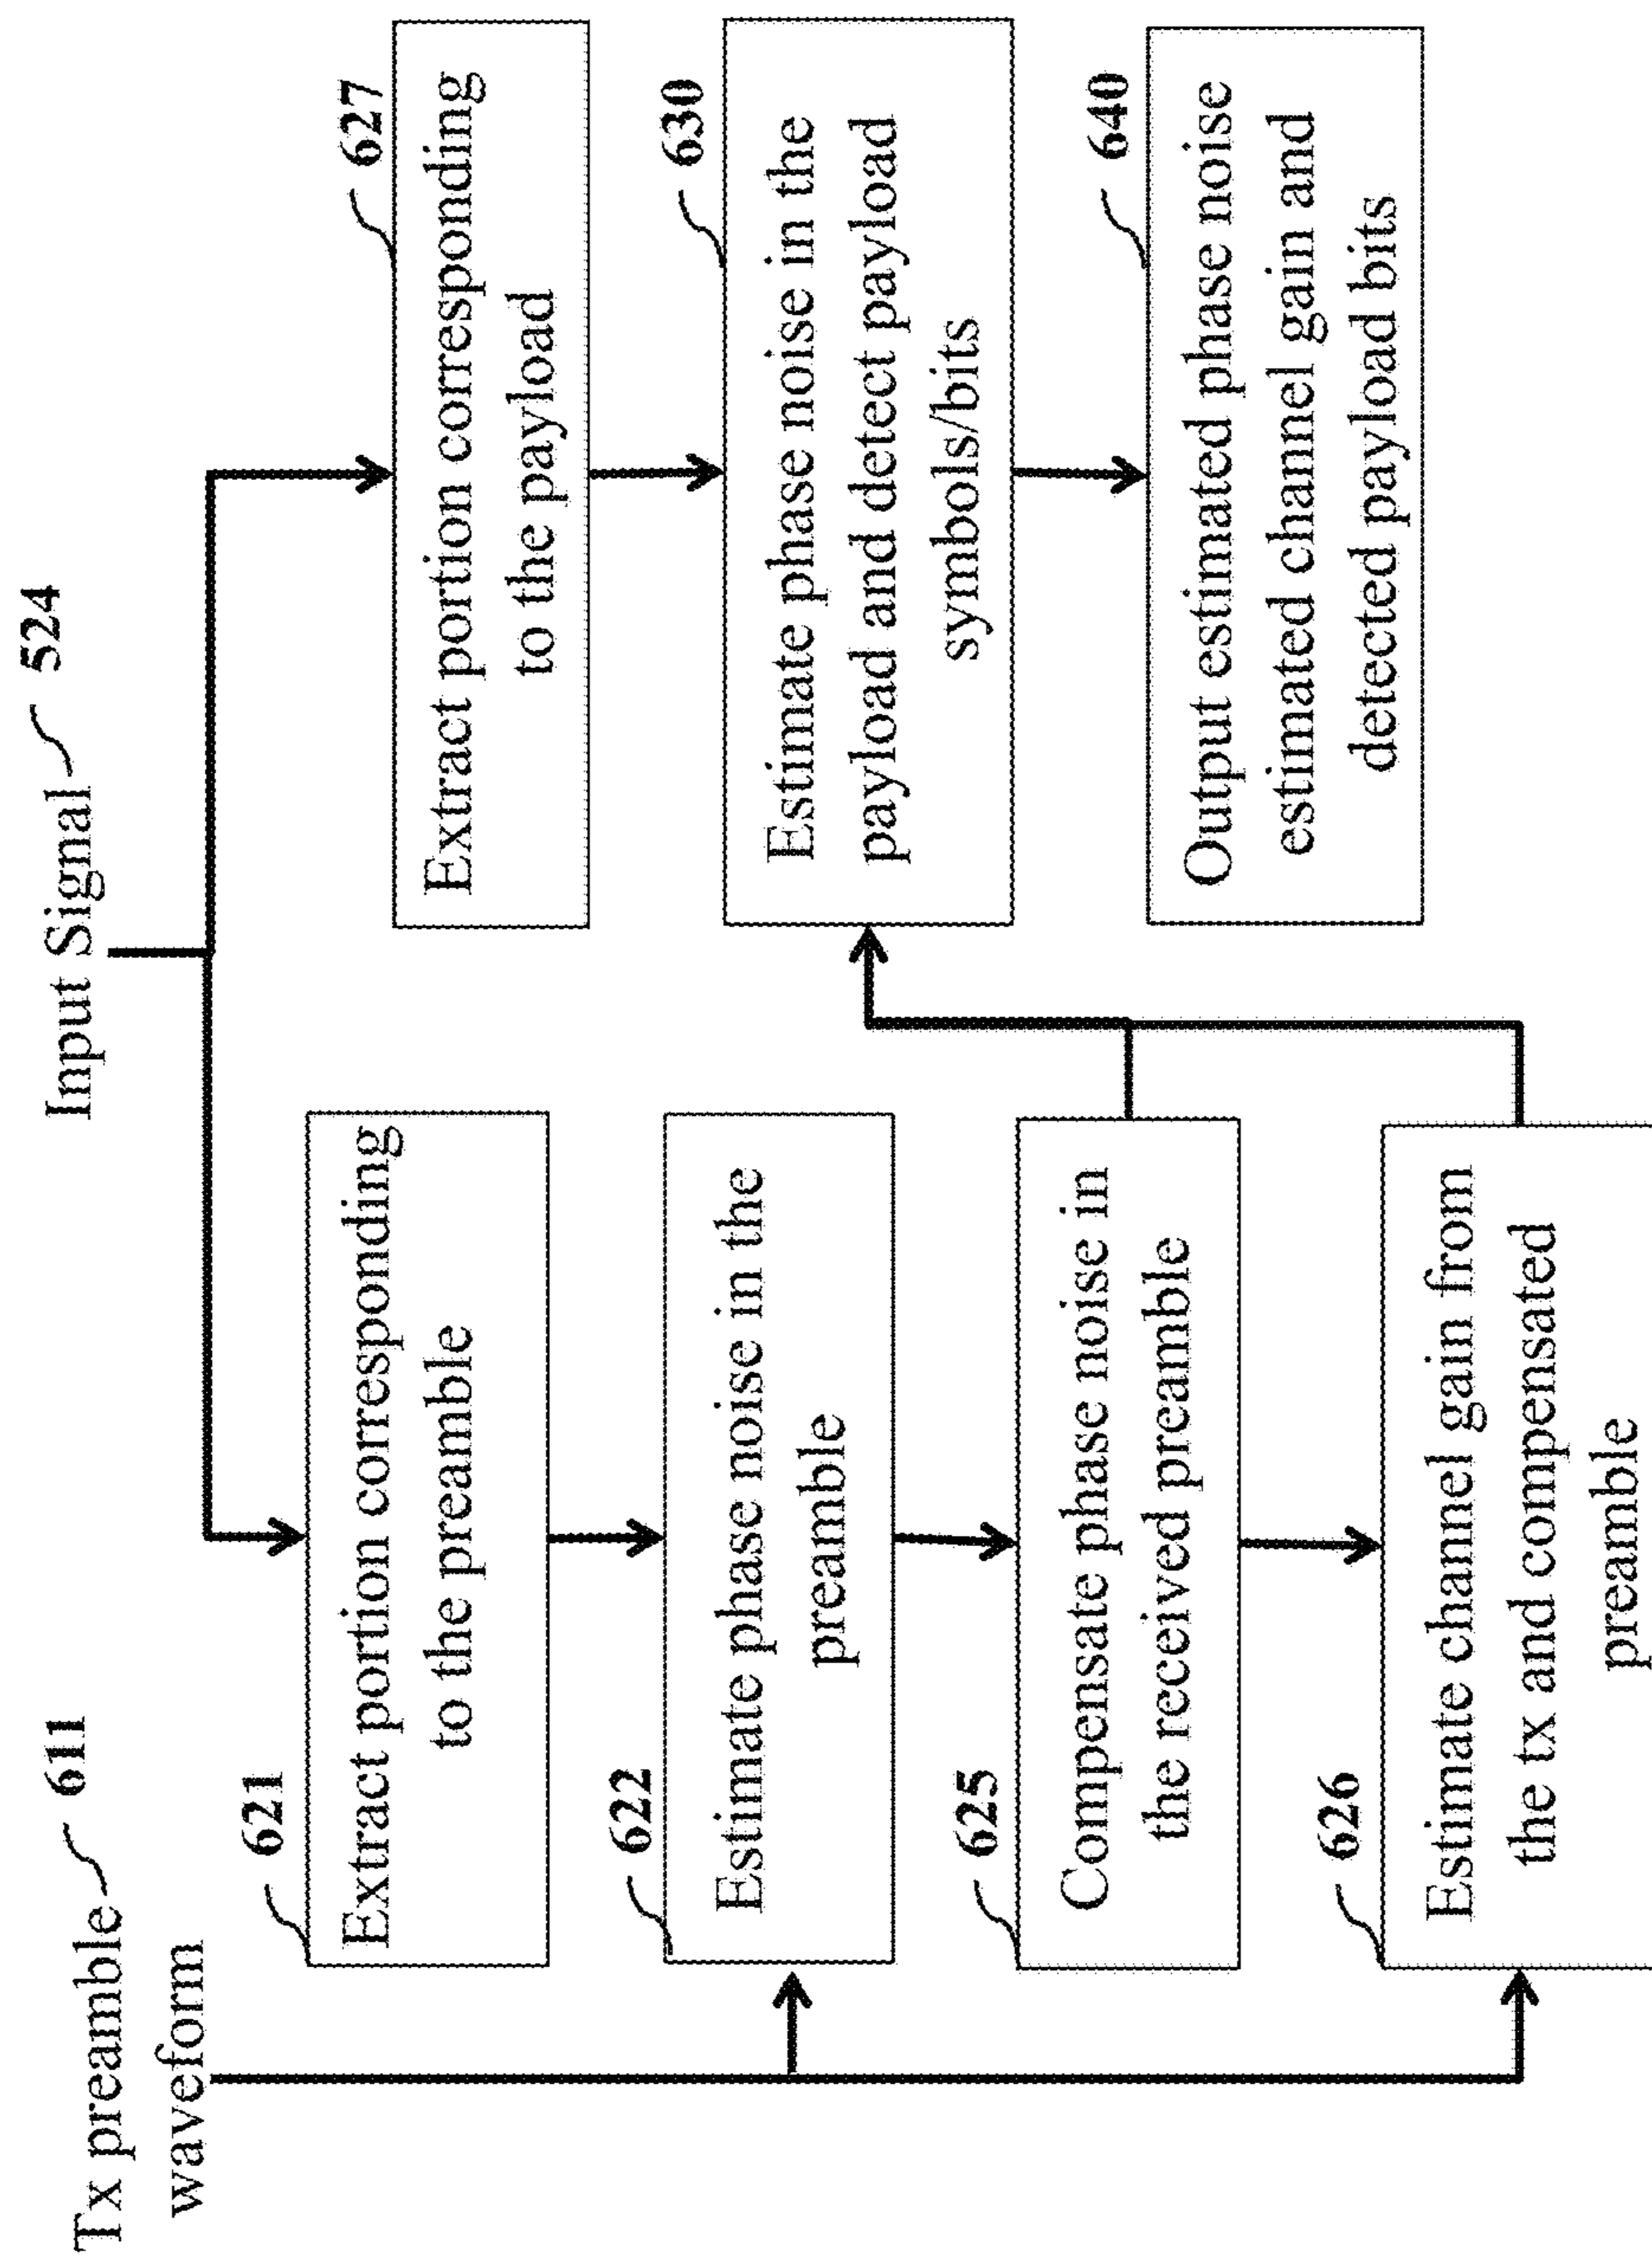 Tx preamble 611
waveform
Input Signal 524
621
Extract portion corresponding
to the preamble
622
Estimate phase noise in the
preamble
625
Compensate phase noise in
the received preamble
626
Estimate channel gain from
the tx and compensated
preamble
627
Extract portion corresponding
to the payload
630
Estimate phase noise in the
payload and detect payload
symbols/bits
640
Output estimated phase noise
estimated channel gain and
detected payload bits